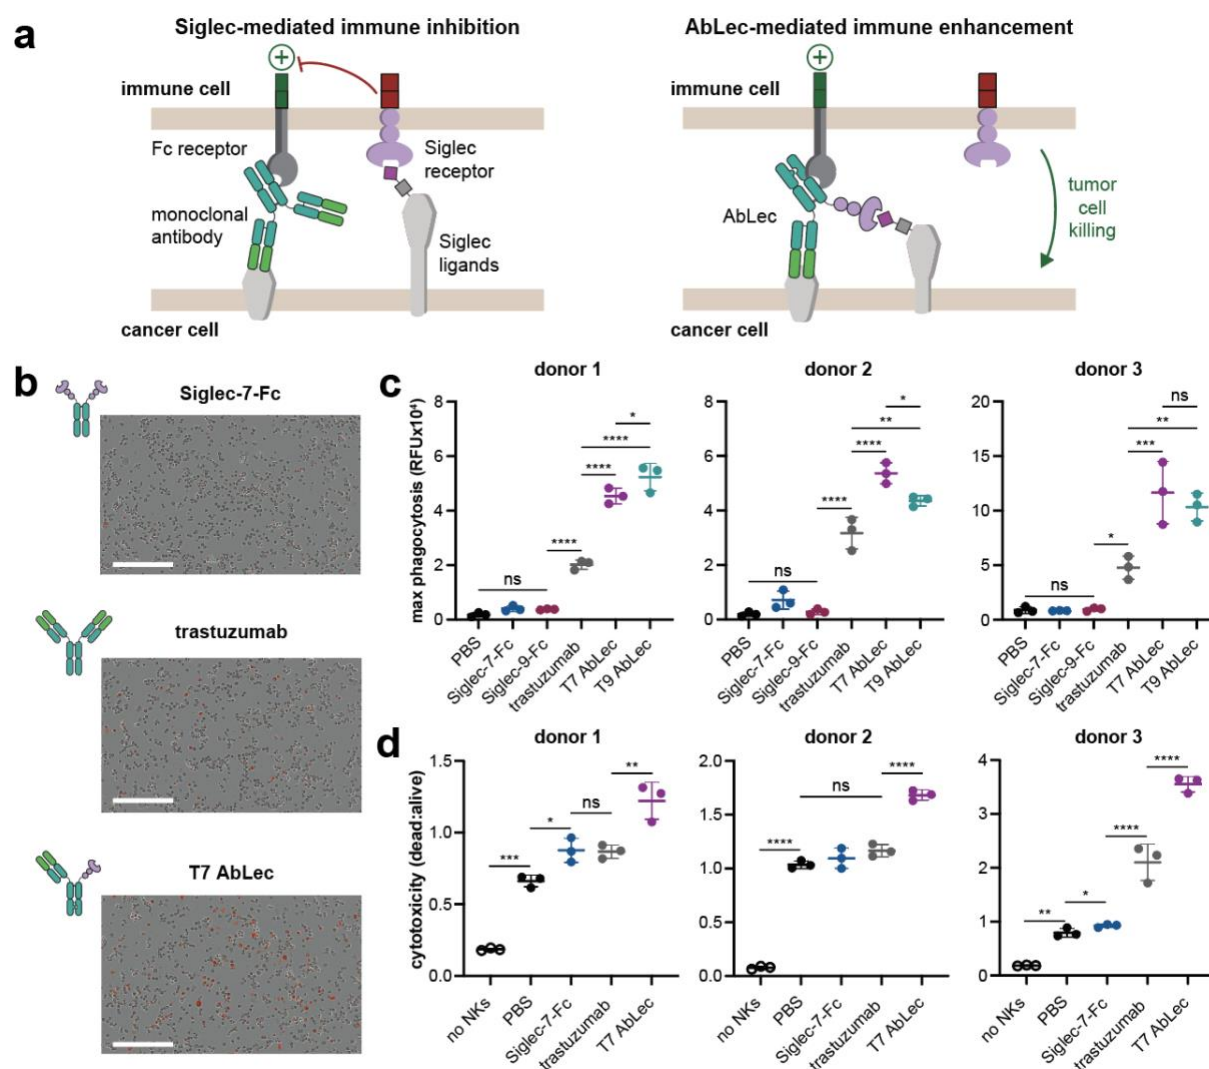 a
Siglec-mediated immune inhibition
+
immune cell
Fc receptor
Siglec
receptor
monoclonal
antibody
Siglec
ligands
cancer cell
AbLec-mediated immune enhancement
+
immune cell
AbLec
tumor
cell
killing
cancer cell
b
Siglec-7-Fc
trastuzumab
T7 AbLec
c
donor 1
max phagocytosis (RFUx10⁴)
8
6
4
2
0
ns
****
****
****
*
PBS
Siglec-7-Fc
Siglec-9-Fc
trastuzumab
T7 AbLec
T9 AbLec
donor 2
8
6
4
2
0
ns
****
****
**
*
PBS
Siglec-7-Fc
Siglec-9-Fc
trastuzumab
T7 AbLec
T9 AbLec
donor 3
20
15
10
5
0
ns
*
***
**
ns
PBS
Siglec-7-Fc
Siglec-9-Fc
trastuzumab
T7 AbLec
T9 AbLec
d
donor 1
cytotoxicity (dead:alive)
1.5
1.0
0.5
0.0
***
*
ns
**
no NKs
PBS
Siglec-7-Fc
trastuzumab
T7 AbLec
donor 2
2.0
1.5
1.0
0.5
0.0
****
ns
****
no NKs
PBS
Siglec-7-Fc
trastuzumab
T7 AbLec
donor 3
4
3
2
1
0
**
*
****
****
no NKs
PBS
Siglec-7-Fc
trastuzumab
T7 AbLec